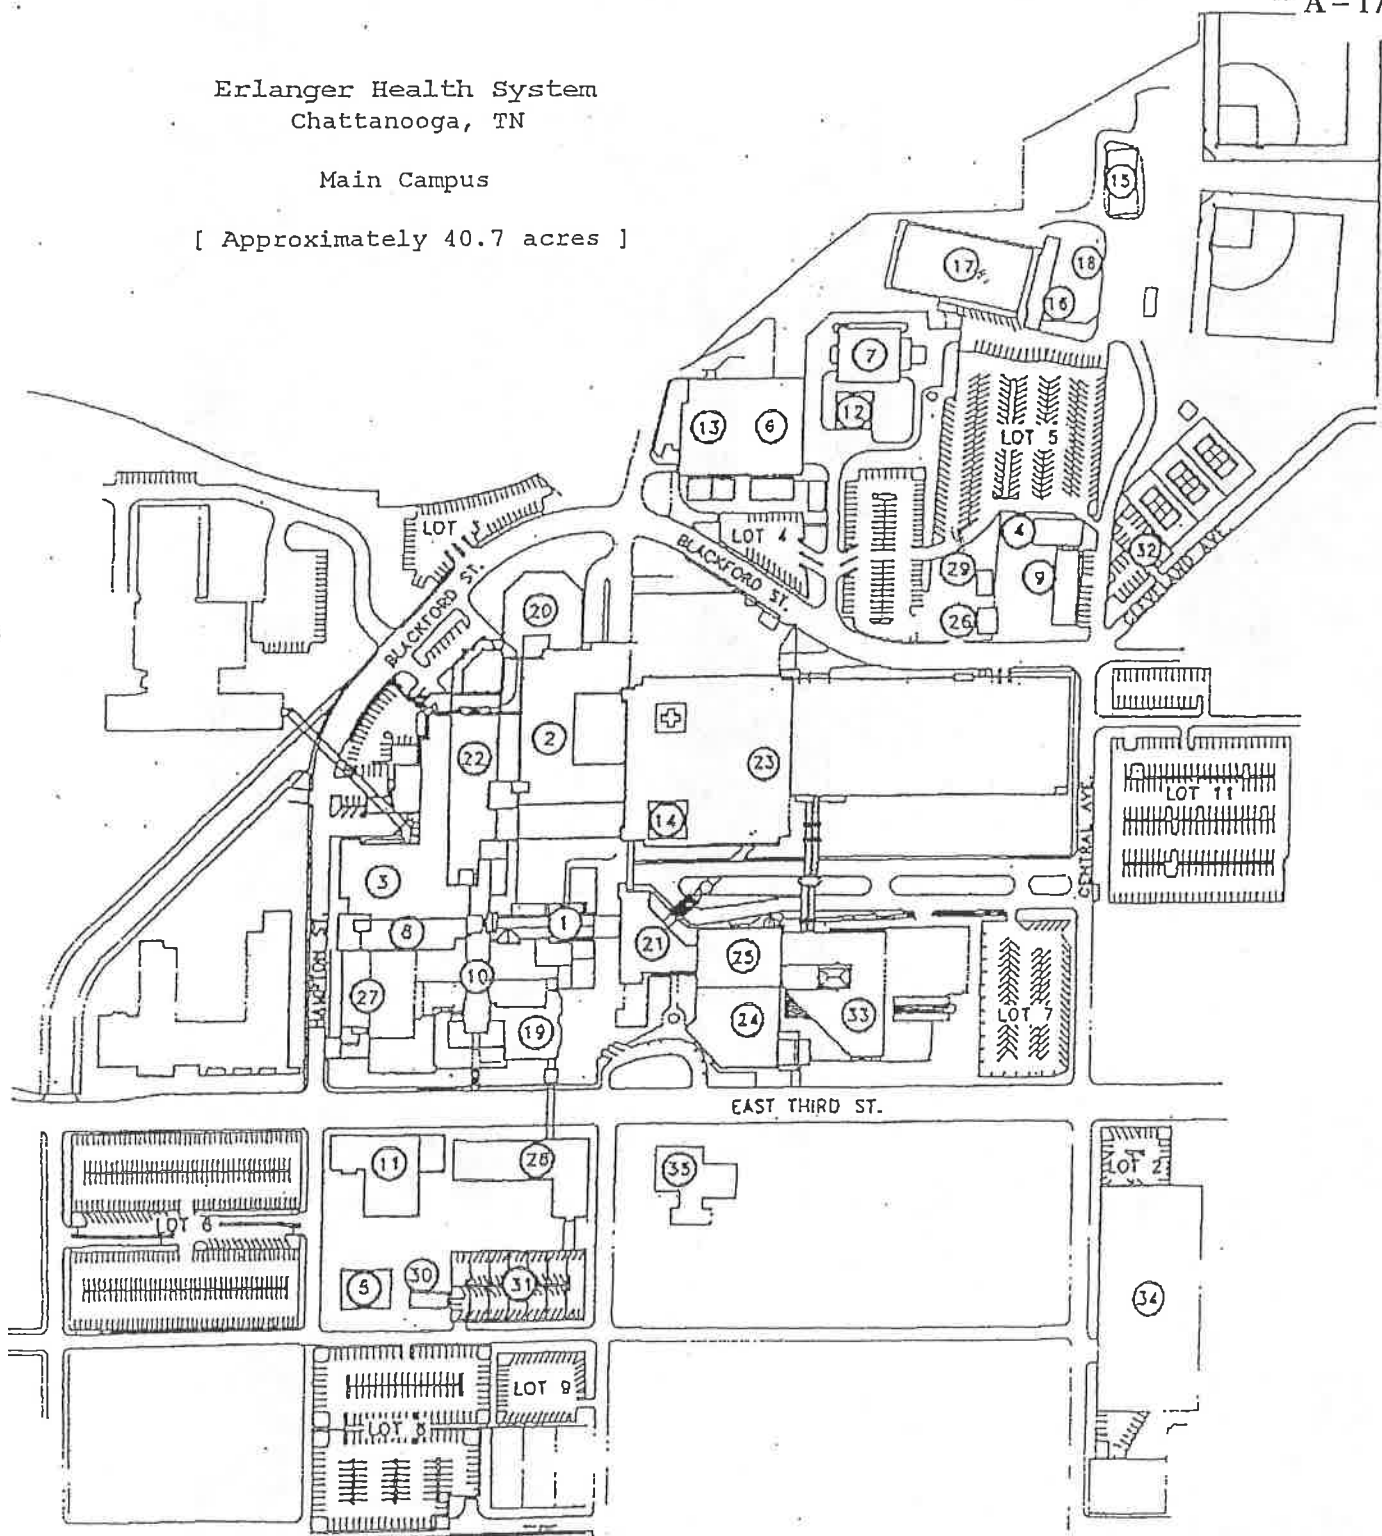 A-17
Erlanger Health System
Chattanooga, TN
Main Campus
[ Approximately 40.7 acres ]
15
17
18
16
7
12
13
6
LOT 5
LOT 3
LOT 4
4
32
BLACKFORD ST.
29
9
CLEVELAND AVE.
20
26
BLACKFORD ST.
2
22
23
14
LOT 11
CENTRAL AVE.
3
8
1
21
25
10
27
HAMPTON ST.
19
24
33
LOT 7
EAST THIRD ST.
11
28
35
LOT 2
LOT 6
5
30
31
34
LOT 9
LOT 8